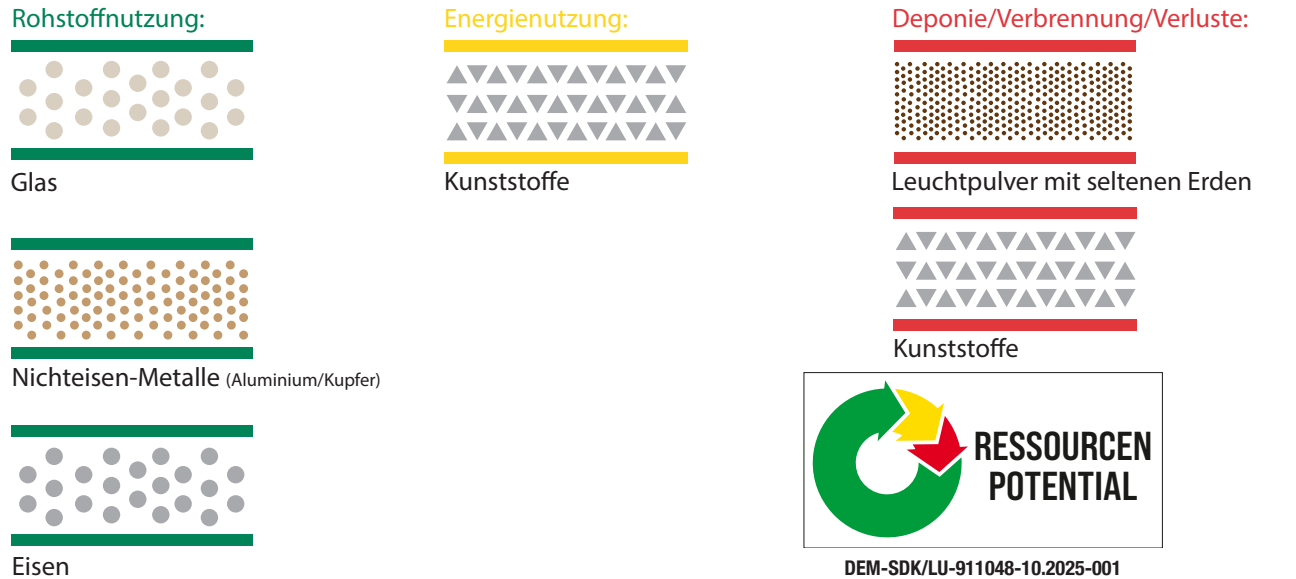 Rohstoffnutzung:
Glas
Nichteisen-Metalle (Aluminium/Kupfer)
Eisen
Energienutzung:
Kunststoffe
Deponie/Verbrennung/Verluste:
Leuchtpulver mit seltenen Erden
Kunststoffe
RESSOURCEN
POTENTIAL
DEM-SDK/LU-911048-10.2025-001